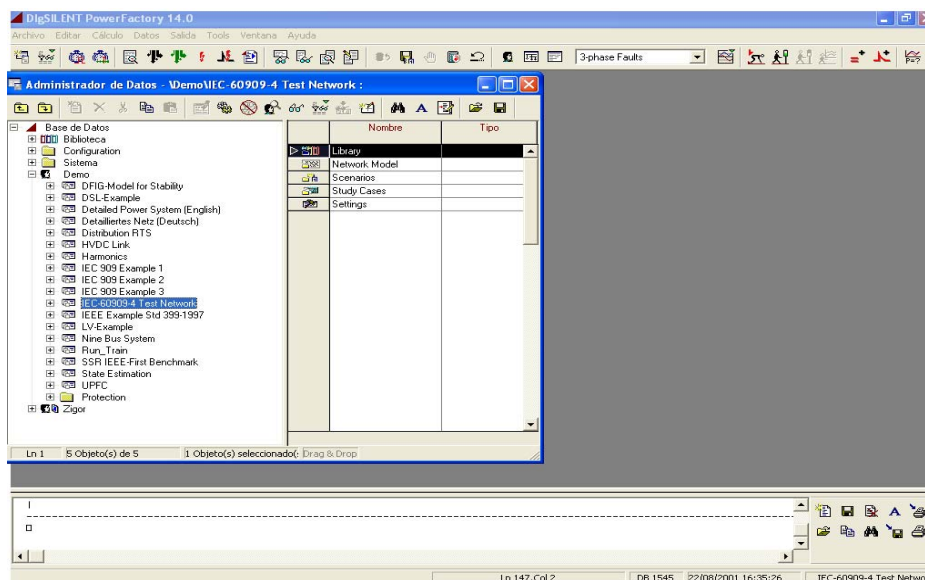 DIgSILENT PowerFactory 14.0
Archivo Editar Cálculo Datos Salida Tools Ventana Ayuda
3-phase Faults
Administrador de Datos - \Demo\IEC-60909-4 Test Network :
Nombre Tipo
Base de Datos
Biblioteca
Configuration
Sistema
Demo
DFIG-Model for Stability
DSL-Example
Detailed Power System (English)
Detailliertes Netz (Deutsch)
Distribution RTS
HVDC Link
Harmonics
IEC 909 Example 1
IEC 909 Example 2
IEC 909 Example 3
IEC-60909-4 Test Network
IEEE Example Std 399-1997
LV-Example
Nine Bus System
Run_Train
SSR IEEE-First Benchmark
State Estimation
UPFC
Protection
Zigor
Library
Network Model
Scenarios
Study Cases
Settings
Ln 1 5 Objeto(s) de 5 1 Objeto(s) seleccionado(: Drag & Drop
Ln 147,Col 2 DB 1545 22/08/2001 16:35:26 IEC-60909-4 Test Netwo